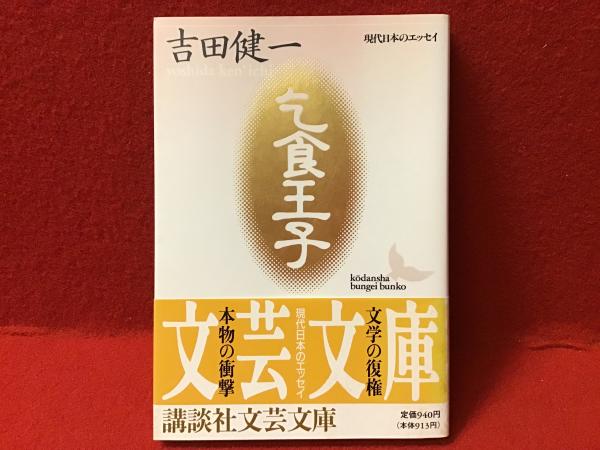 吉田健一
yoshida ken'ichi
現代日本のエッセイ
乞食王子
kōdansha
bungei bunko
文芸文庫
文学の復権
現代日本のエッセイ
本物の衝撃
講談社文芸文庫
定価940円
(本体913円)